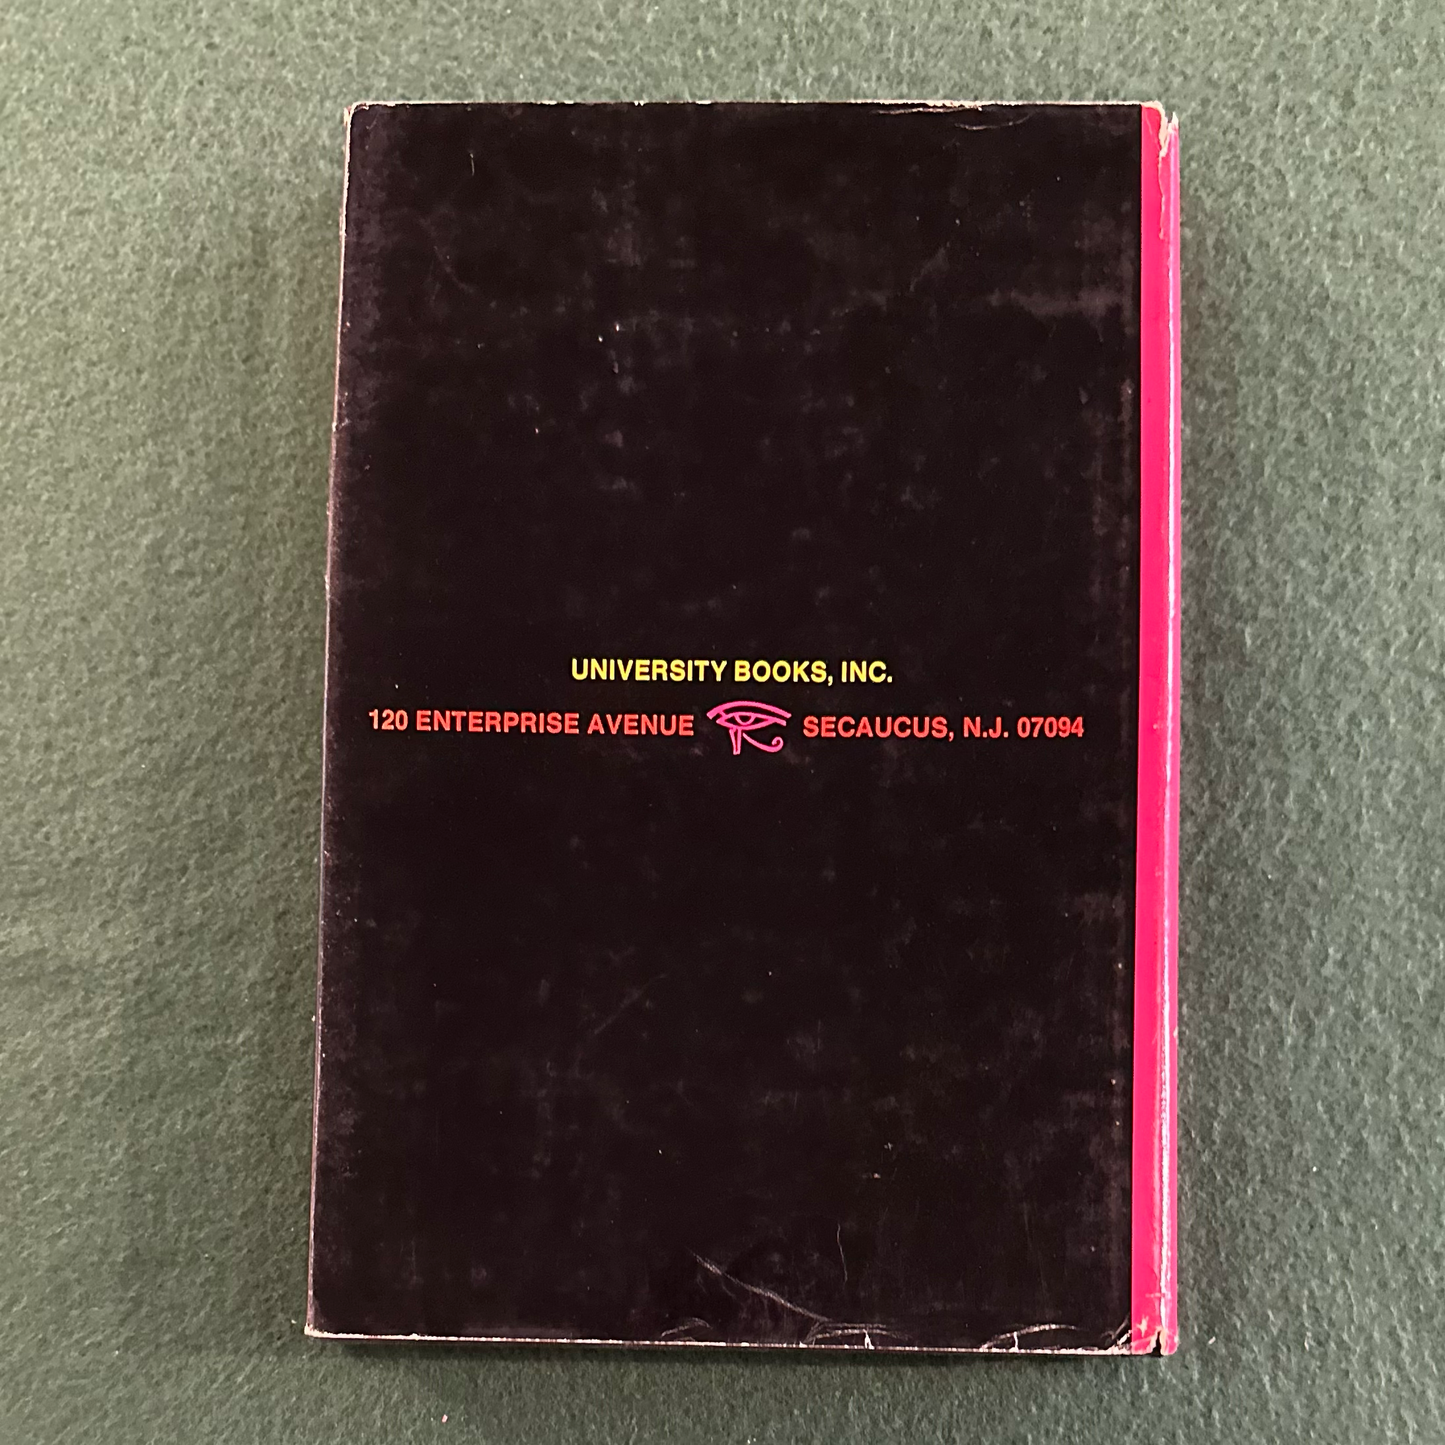 UNIVERSITY BOOKS, INC.
120 ENTERPRISE AVENUE SECAUCUS, N.J. 07094